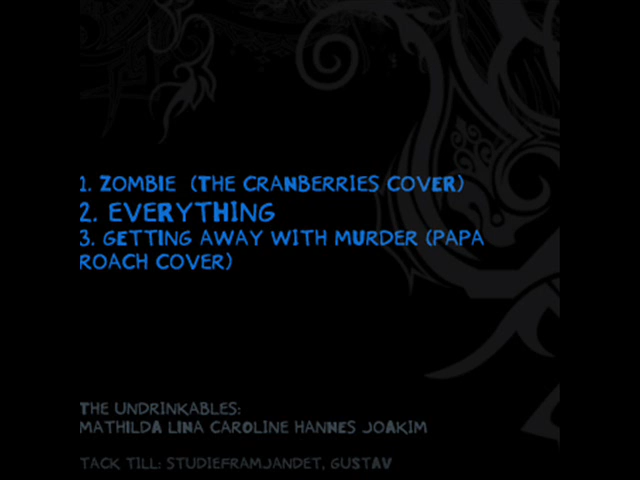 1. ZOMBIE (THE CRANBERRIES COVER)
2. EVERYTHING
3. GETTING AWAY WITH MURDER (PAPA
ROACH COVER)
THE UNDRINKABLES:
MATHILDA LINA CAROLINE HANNES JOAKIM
TACK TILL: STUDIEFRAMJANDET, GUSTAV